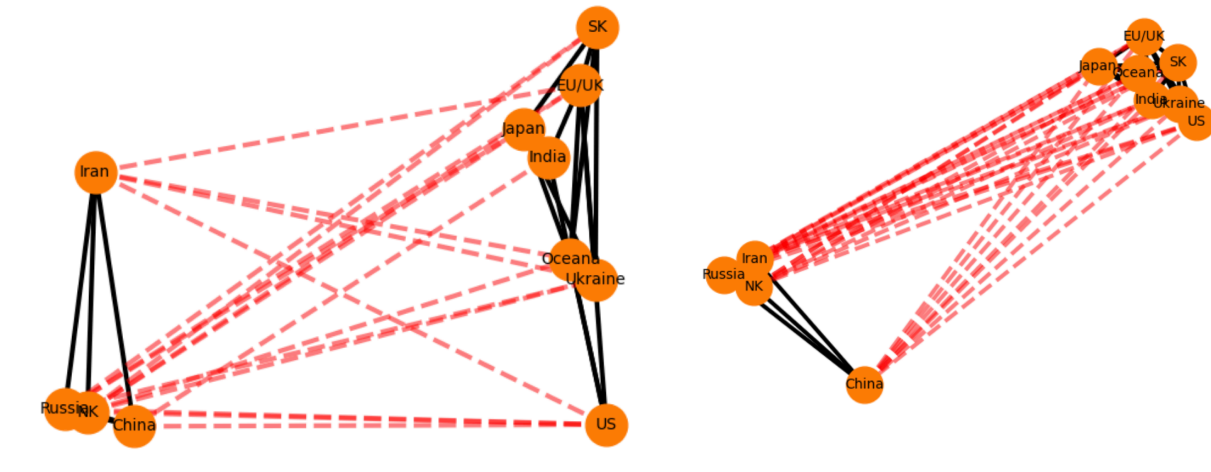 SK
EU/UK
Japan
India
Iran
Oceana
Ukraine
Russia
NK
China
US
EU/UK
SK
Japan
Oceana
India
Ukraine
US
Iran
Russia
NK
China